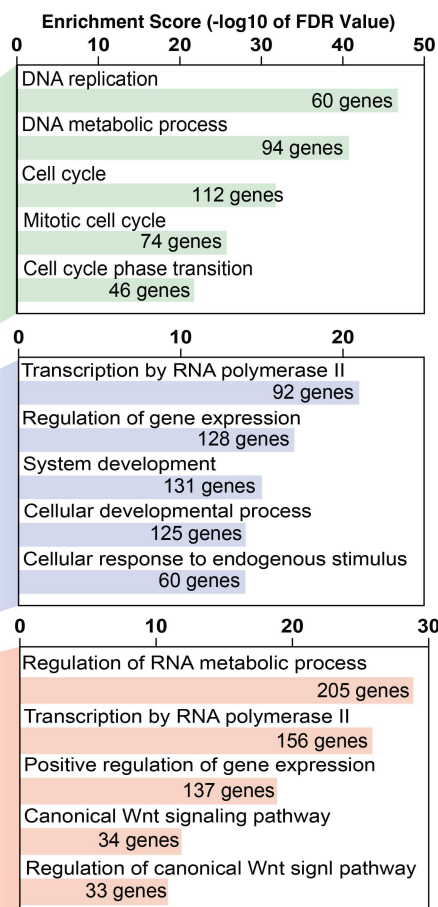 Enrichment Score (-log10 of FDR Value)
0 10 20 30 40 50
DNA replication
60 genes
DNA metabolic process
94 genes
Cell cycle
112 genes
Mitotic cell cycle
74 genes
Cell cycle phase transition
46 genes
0 10 20
Transcription by RNA polymerase II
92 genes
Regulation of gene expression
128 genes
System development
131 genes
Cellular developmental process
125 genes
Cellular response to endogenous stimulus
60 genes
0 10 20 30
Regulation of RNA metabolic process
205 genes
Transcription by RNA polymerase II
156 genes
Positive regulation of gene expression
137 genes
Canonical Wnt signaling pathway
34 genes
Regulation of canonical Wnt signl pathway
33 genes